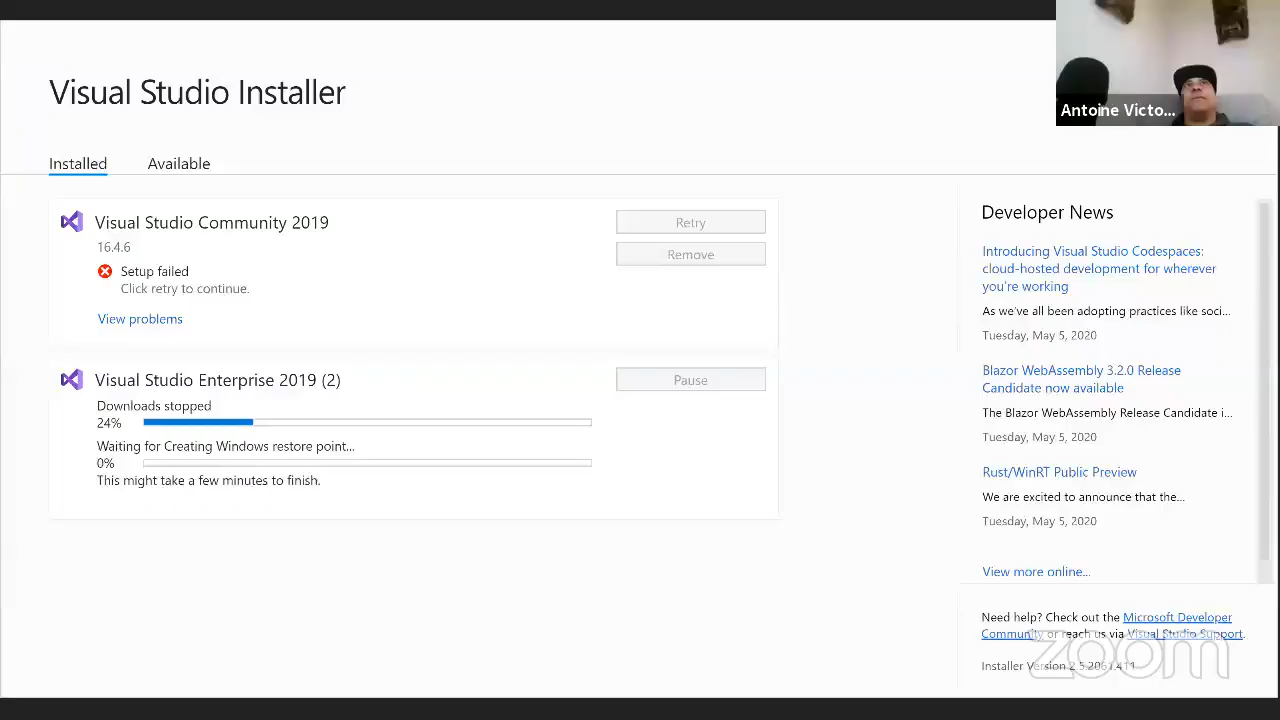 Visual Studio Installer
Antoine Victo...
Installed
Available
Visual Studio Community 2019
16.4.6
Setup failed
Click retry to continue.
View problems
Retry
Remove
Visual Studio Enterprise 2019 (2)
Downloads stopped
24%
Waiting for Creating Windows restore point...
0%
This might take a few minutes to finish.
Pause
Developer News
Introducing Visual Studio Codespaces:
cloud-hosted development for wherever
you're working
As we've all been adopting practices like soci...
Tuesday, May 5, 2020
Blazor WebAssembly 3.2.0 Release
Candidate now available
The Blazor WebAssembly Release Candidate i...
Tuesday, May 5, 2020
Rust/WinRT Public Preview
We are excited to announce that the...
Tuesday, May 5, 2020
View more online...
Need help? Check out the Microsoft Developer
Community or reach us via Visual Studio Support.
Installer Version 2.5.2061.411
zoom